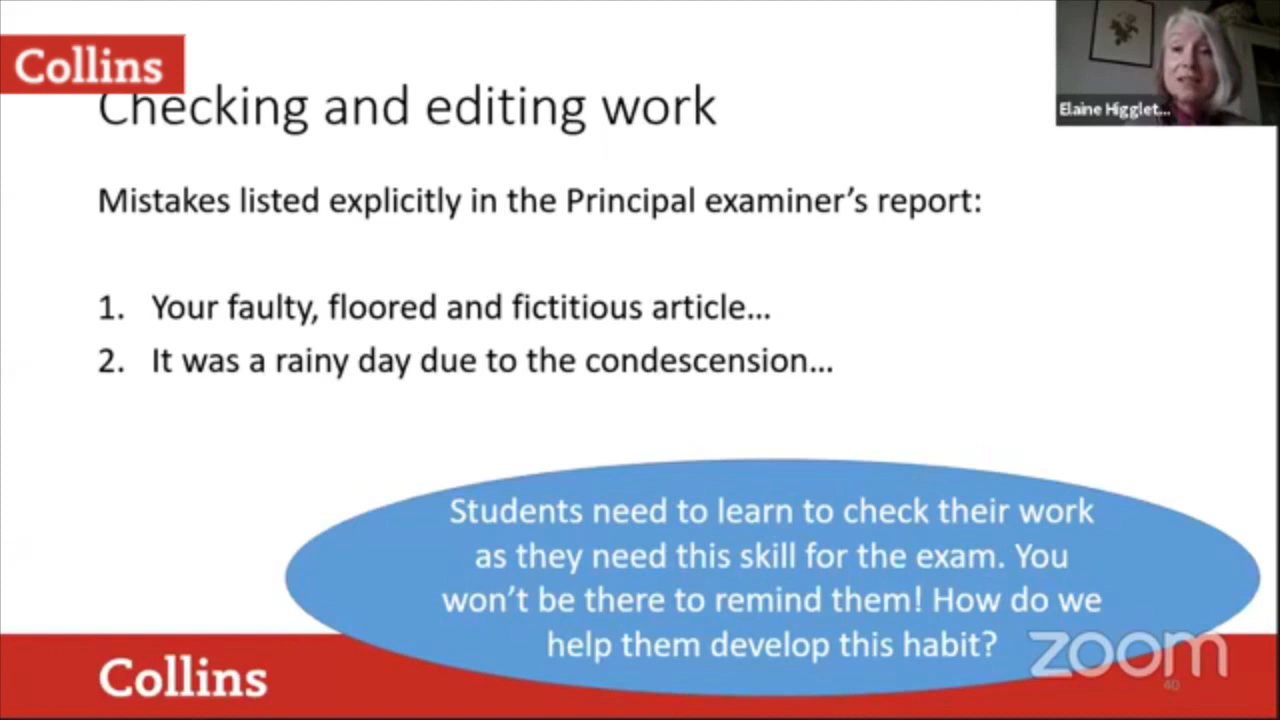 Collins
Elaine Higglet...
Checking and editing work
Mistakes listed explicitly in the Principal examiner’s report:
1. Your faulty, floored and fictitious article...
2. It was a rainy day due to the condescension...
Students need to learn to check their work
as they need this skill for the exam. You
won’t be there to remind them! How do we
help them develop this habit?
zoom
Collins
40